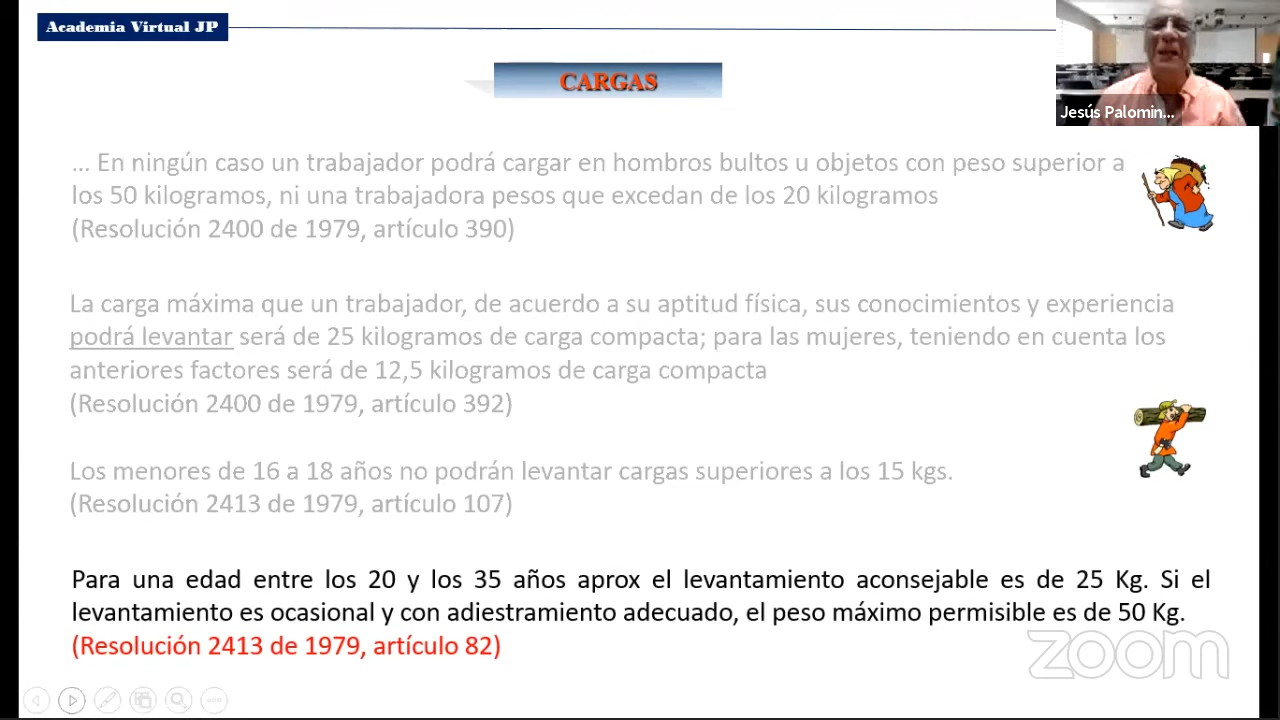 Academia Virtual JP
CARGAS
Jesús Palomin...
... En ningún caso un trabajador podrá cargar en hombros bultos u objetos con peso superior a
los 50 kilogramos, ni una trabajadora pesos que excedan de los 20 kilogramos
(Resolución 2400 de 1979, artículo 390)
La carga máxima que un trabajador, de acuerdo a su aptitud física, sus conocimientos y experiencia
podrá levantar será de 25 kilogramos de carga compacta; para las mujeres, teniendo en cuenta los
anteriores factores será de 12,5 kilogramos de carga compacta
(Resolución 2400 de 1979, artículo 392)
Los menores de 16 a 18 años no podrán levantar cargas superiores a los 15 kgs.
(Resolución 2413 de 1979, artículo 107)
Para una edad entre los 20 y los 35 años aprox el levantamiento aconsejable es de 25 Kg. Si el
levantamiento es ocasional y con adiestramiento adecuado, el peso máximo permisible es de 50 Kg.
(Resolución 2413 de 1979, artículo 82)
zoom